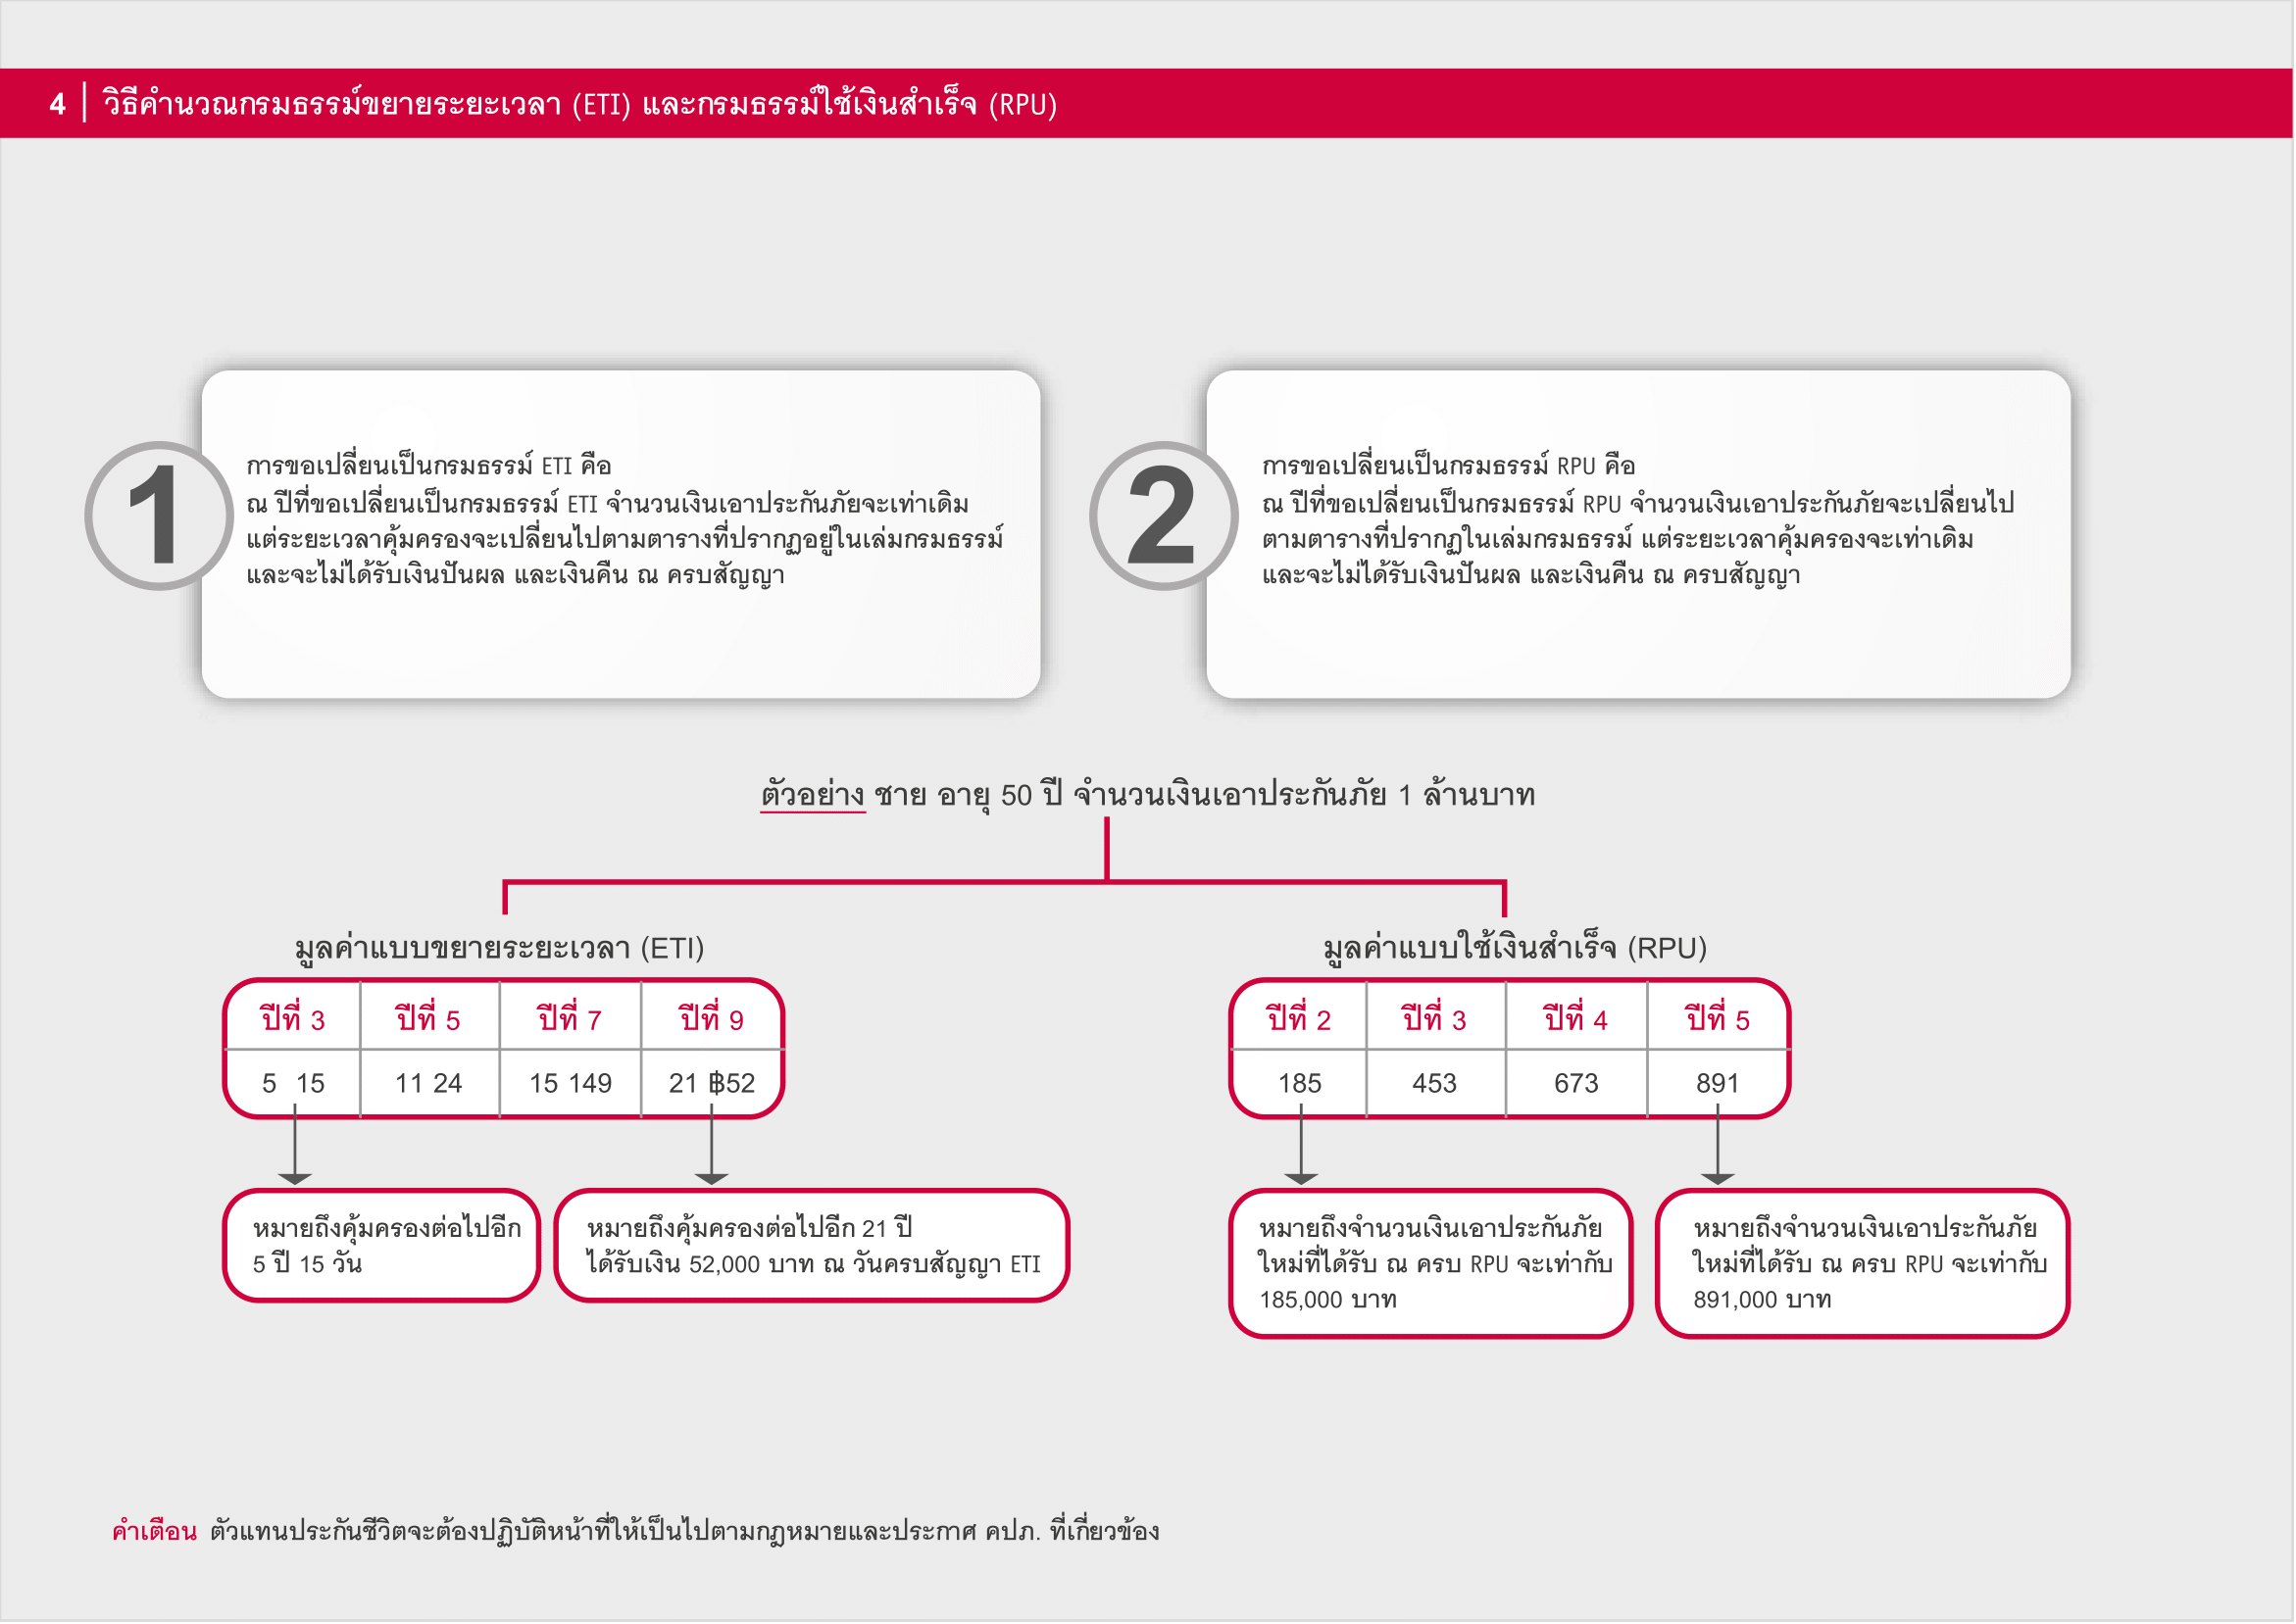 4 วิธีคำนวณกรมธรรม์ขยายระยะเวลา (ETI) และกรมธรรม์ใช้เงินสำเร็จ (RPU)
1
การขอเปลี่ยนเป็นกรมธรรม์ ETI คือ
ณ ปีที่ขอเปลี่ยนเป็นกรมธรรม์ ETI จำนวนเงินเอาประกันภัยจะเท่าเดิม
แต่ระยะเวลาคุ้มครองจะเปลี่ยนไปตามตารางที่ปรากฏอยู่ในเล่มกรมธรรม์
และจะไม่ได้รับเงินปันผล และเงินคืน ณ ครบสัญญา
2
การขอเปลี่ยนเป็นกรมธรรม์ RPU คือ
ณ ปีที่ขอเปลี่ยนเป็นกรมธรรม์ RPU จำนวนเงินเอาประกันภัยจะเปลี่ยนไป
ตามตารางที่ปรากฏในเล่มกรมธรรม์ แต่ระยะเวลาคุ้มครองจะเท่าเดิม
และจะไม่ได้รับเงินปันผล และเงินคืน ณ ครบสัญญา
ตัวอย่าง ชาย อายุ 50 ปี จำนวนเงินเอาประกันภัย 1 ล้านบาท
มูลค่าแบบขยายระยะเวลา (ETI)
ปีที่ 3 ปีที่ 5 ปีที่ 7 ปีที่ 9
5 15 11 24 15 149 21 ฿52
หมายถึงคุ้มครองต่อไปอีก
5 ปี 15 วัน
หมายถึงคุ้มครองต่อไปอีก 21 ปี
ได้รับเงิน 52,000 บาท ณ วันครบสัญญา ETI
มูลค่าแบบใช้เงินสำเร็จ (RPU)
ปีที่ 2 ปีที่ 3 ปีที่ 4 ปีที่ 5
185 453 673 891
หมายถึงจำนวนเงินเอาประกันภัย
ใหม่ที่ได้รับ ณ ครบ RPU จะเท่ากับ
185,000 บาท
หมายถึงจำนวนเงินเอาประกันภัย
ใหม่ที่ได้รับ ณ ครบ RPU จะเท่ากับ
891,000 บาท
คำเตือน ตัวแทนประกันชีวิตจะต้องปฏิบัติหน้าที่ให้เป็นไปตามกฎหมายและประกาศ คปภ. ที่เกี่ยวข้อง